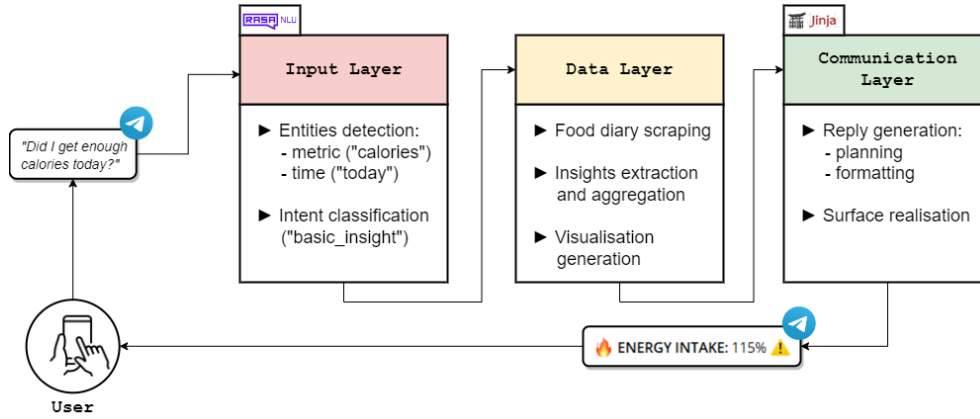 RASA NLU
Input Layer
► Entities detection:
- metric ("calories")
- time ("today")
► Intent classification
("basic_insight")
Data Layer
► Food diary scraping
► Insights extraction
and aggregation
► Visualisation
generation
Jinja
Communication
Layer
► Reply generation:
- planning
- formatting
► Surface realisation
"Did I get enough
calories today?"
🔥 ENERGY INTAKE: 115% ⚠️
User